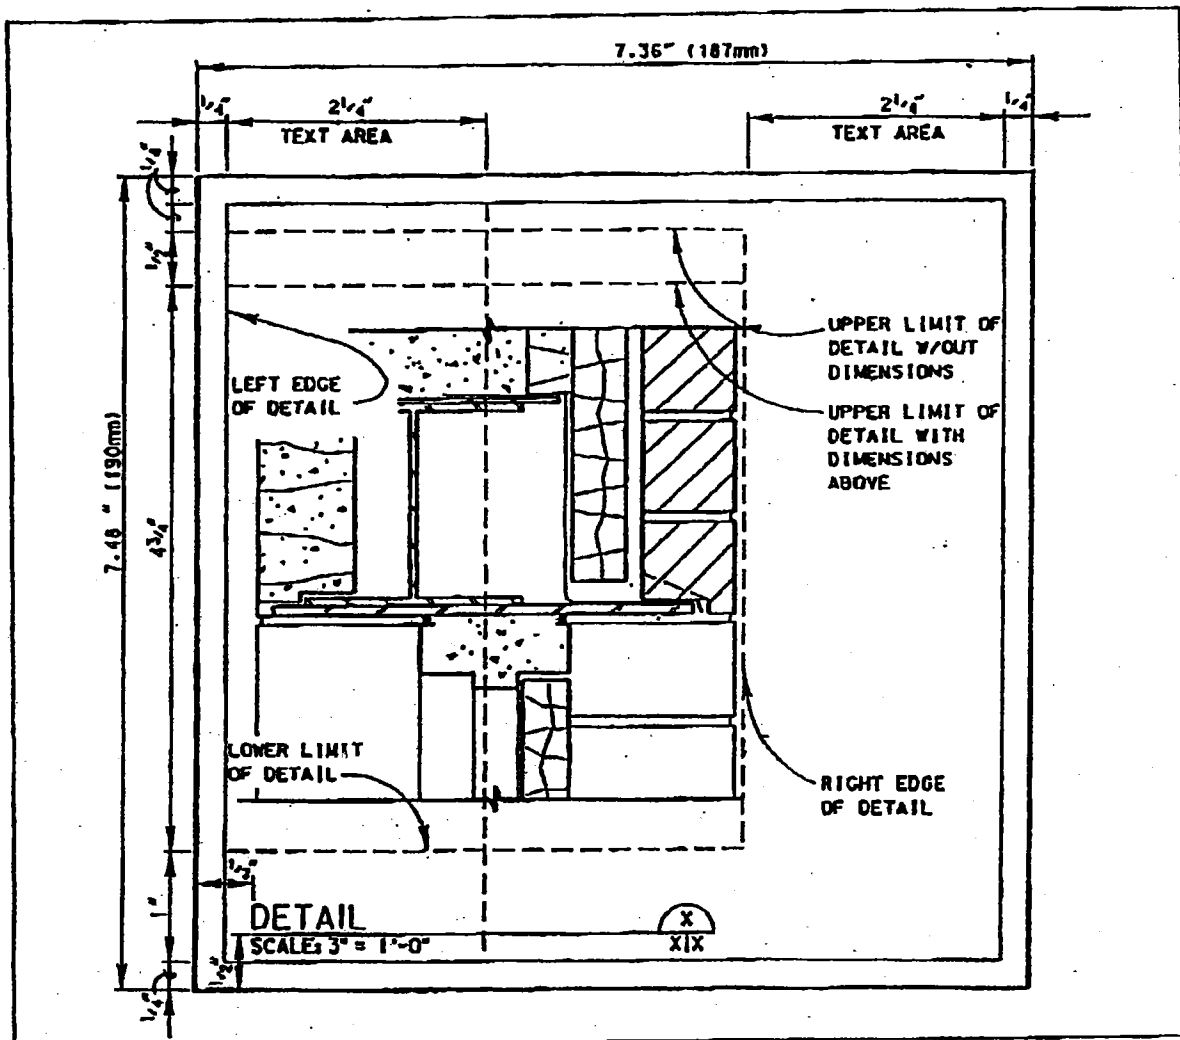 7.36" (187mm)
1/4"
2 1/4"
TEXT AREA
2 1/4"
TEXT AREA
1/4"
1/4"
1/2"
7.48 " (190mm)
4 3/4"
LEFT EDGE
OF DETAIL
UPPER LIMIT OF
DETAIL W/OUT
DIMENSIONS
UPPER LIMIT OF
DETAIL WITH
DIMENSIONS
ABOVE
LOWER LIMIT
OF DETAIL
RIGHT EDGE
OF DETAIL
1/2"
1"
DETAIL
SCALE: 3" = 1'-0"
X
X|X
1/2"
1/4"